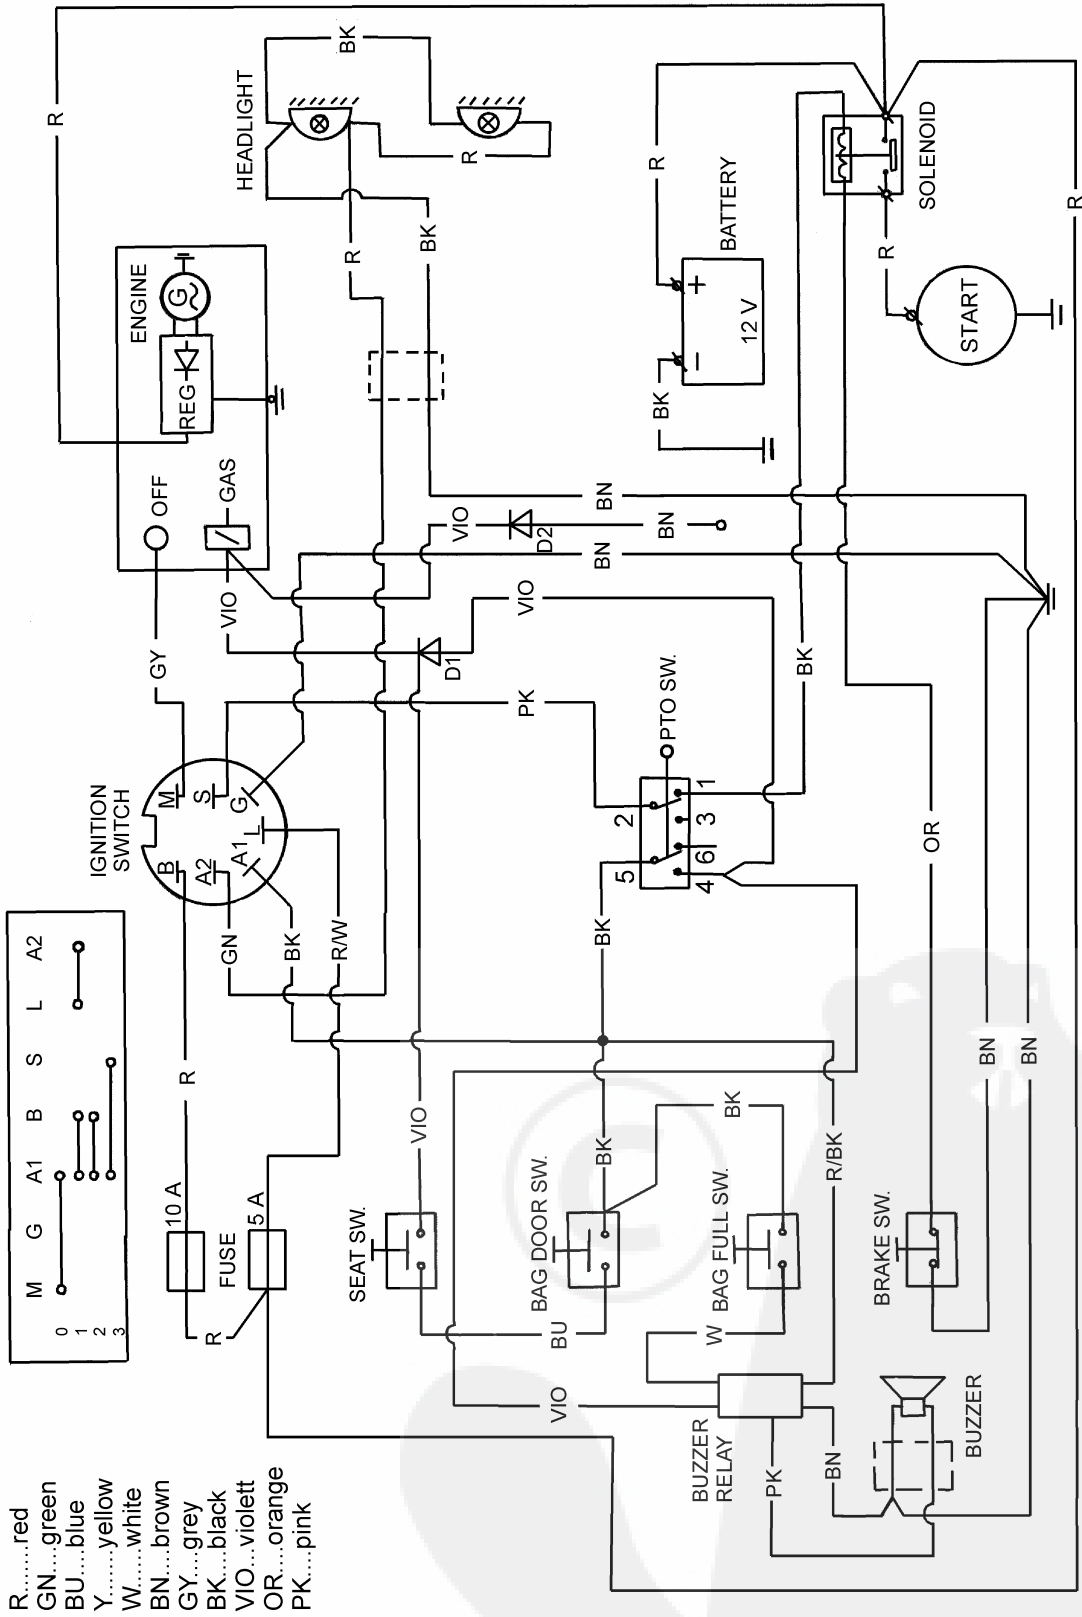 R.......red
GN....green
BU....blue
Y.......yellow
W......white
BN....brown
GY...grey
BK...black
VIO...violett
OR...orange
PK....pink
M G A1 B S L A2
0
1
2
3
IGNITION
SWITCH
B
M
A2
S
A1
G
L
GY
VIO
GN
BK
R/W
R
R
10 A
FUSE
5 A
R
ENGINE
REG
G
OFF
GAS
HEADLIGHT
BK
R
R
BK
VIO
D2
BN
BN
BN
D1
VIO
PK
PTO SW.
2
1
3
5
6
4
BK
BK
BATTERY
12 V
+
–
R
BK
SOLENOID
R
START
R
OR
SEAT SW.
VIO
BU
BAG DOOR SW.
BK
BAG FULL SW.
BK
W
R/BK
BRAKE SW.
BN
BN
VIO
BUZZER
RELAY
PK
BN
BUZZER
©